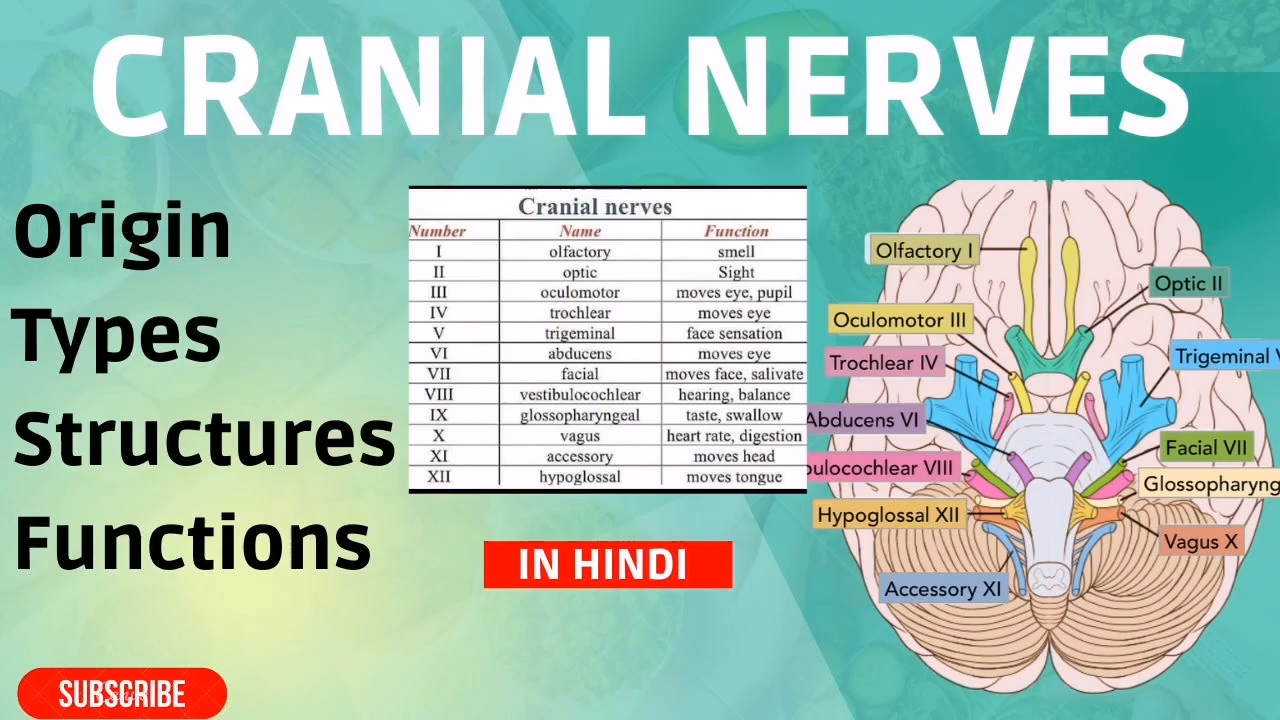 CRANIAL NERVES
Origin
Types
Structures
Functions
Cranial nerves
Number Name Function
I olfactory smell
II optic Sight
III oculomotor moves eye, pupil
IV trochlear moves eye
V trigeminal face sensation
VI abducens moves eye
VII facial moves face, salivate
VIII vestibulocochlear hearing, balance
IX glossopharyngeal taste, swallow
X vagus heart rate, digestion
XI accessory moves head
XII hypoglossal moves tongue
IN HINDI
SUBSCRIBE
Olfactory I
Optic II
Oculomotor III
Trochlear IV
Trigeminal V
Abducens VI
Facial VII
ulocochlear VIII
Glossopharyng
Hypoglossal XII
Vagus X
Accessory XI